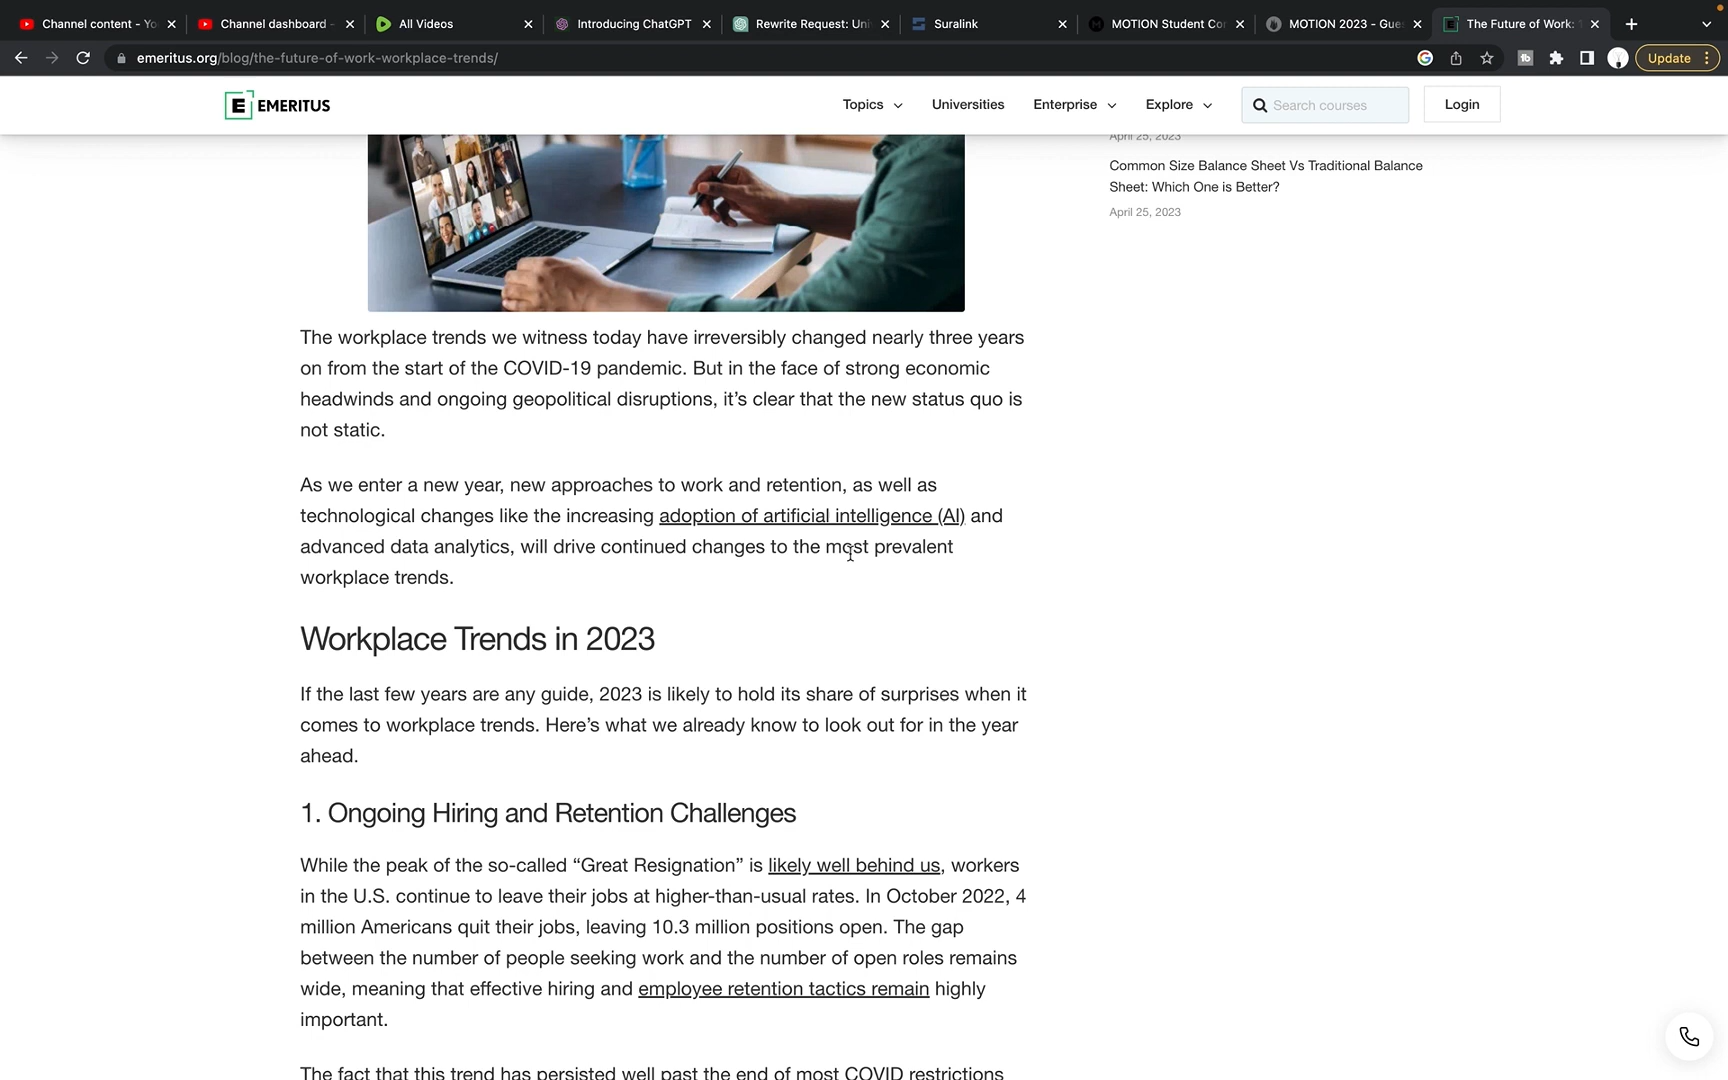 Channel content - Yo
Channel dashboard -
All Videos
Introducing ChatGPT
Rewrite Request: Uni
Suralink
MOTION Student Co
MOTION 2023 - Gue
The Future of Work:
emeritus.org/blog/the-future-of-work-workplace-trends/
Update
E EMERITUS
Topics
Universities
Enterprise
Explore
Search courses
Login
April 25, 2023
Common Size Balance Sheet Vs Traditional Balance
Sheet: Which One is Better?
April 25, 2023
The workplace trends we witness today have irreversibly changed nearly three years
on from the start of the COVID-19 pandemic. But in the face of strong economic
headwinds and ongoing geopolitical disruptions, it’s clear that the new status quo is
not static.
As we enter a new year, new approaches to work and retention, as well as
technological changes like the increasing adoption of artificial intelligence (AI) and
advanced data analytics, will drive continued changes to the most prevalent
workplace trends.
Workplace Trends in 2023
If the last few years are any guide, 2023 is likely to hold its share of surprises when it
comes to workplace trends. Here’s what we already know to look out for in the year
ahead.
1. Ongoing Hiring and Retention Challenges
While the peak of the so-called “Great Resignation” is likely well behind us, workers
in the U.S. continue to leave their jobs at higher-than-usual rates. In October 2022, 4
million Americans quit their jobs, leaving 10.3 million positions open. The gap
between the number of people seeking work and the number of open roles remains
wide, meaning that effective hiring and employee retention tactics remain highly
important.
The fact that this trend has persisted well past the end of most COVID restrictions